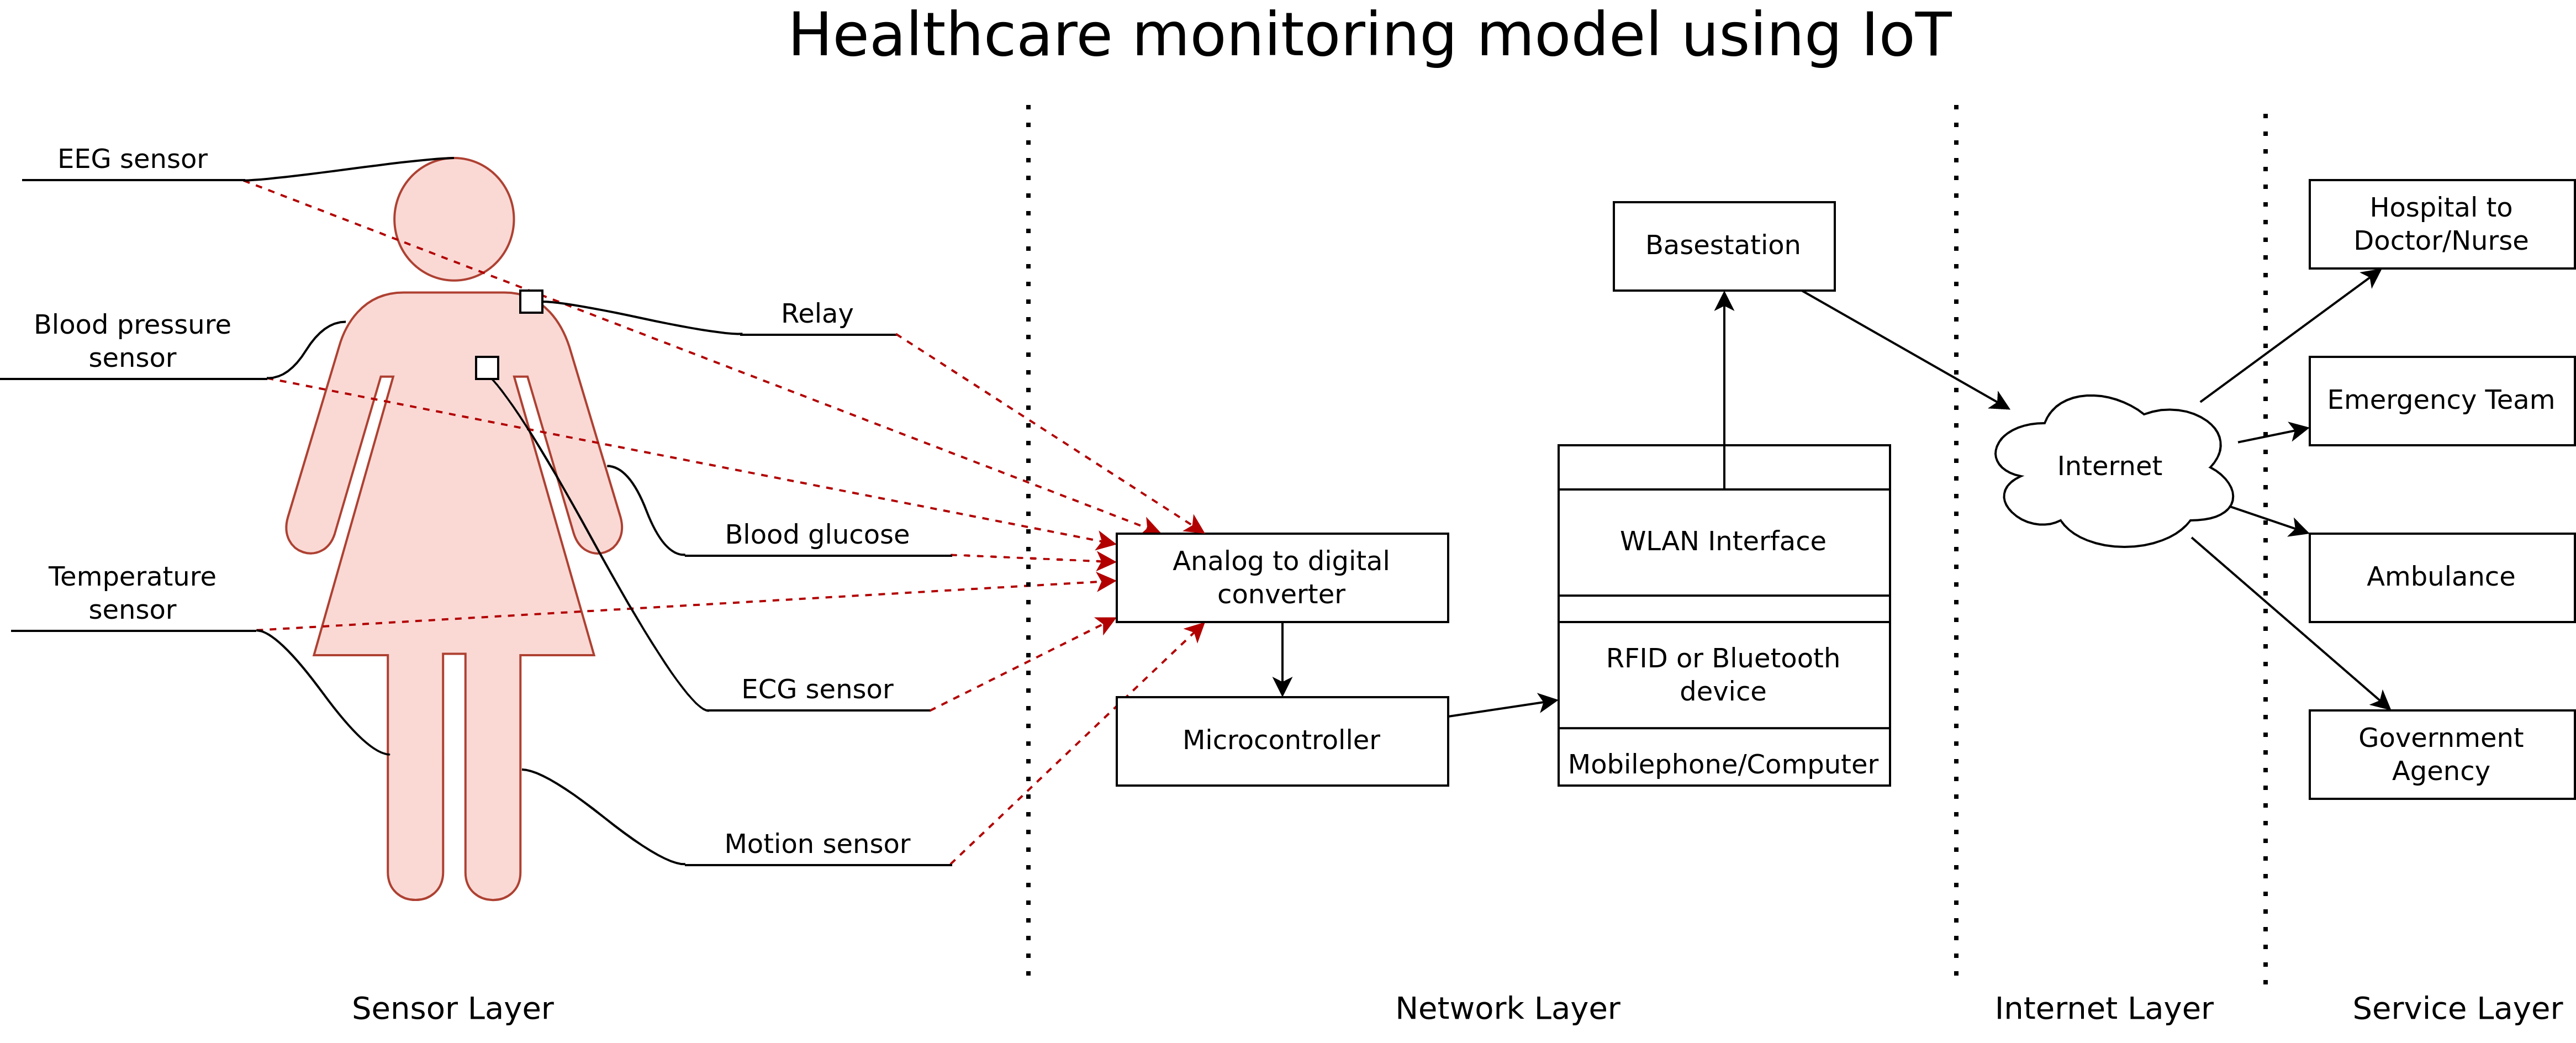 Healthcare monitoring model using IoT
EEG sensor
Blood pressure
sensor
Temperature
sensor
Relay
Blood glucose
ECG sensor
Motion sensor
Sensor Layer
Analog to digital
converter
Microcontroller
Basestation
WLAN Interface
RFID or Bluetooth
device
Mobilephone/Computer
Network Layer
Internet
Internet Layer
Hospital to
Doctor/Nurse
Emergency Team
Ambulance
Government
Agency
Service Layer